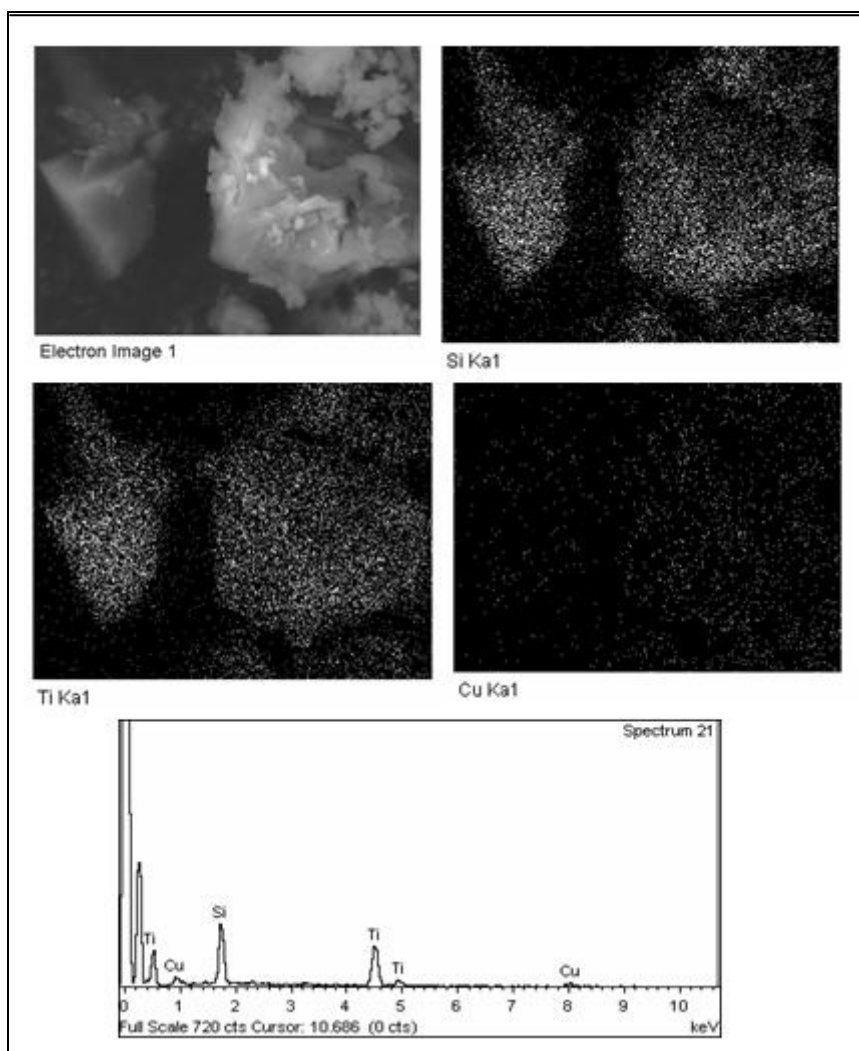 Electron Image 1
Si Ka1
Ti Ka1
Cu Ka1
Spectrum 21
Ti
Cu
Si
Ti
Ti
Cu
0 1 2 3 4 5 6 7 8 9 10
Full Scale 720 cts Cursor: 10.686 (0 cts) keV